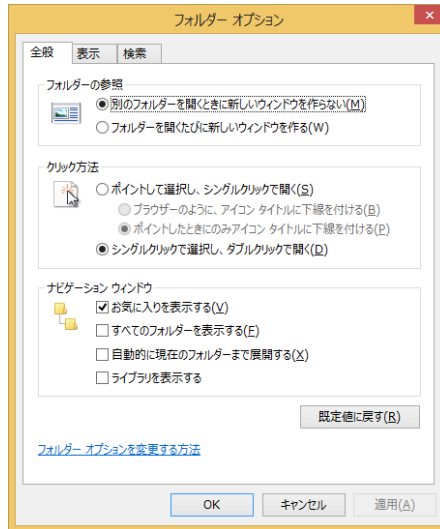 フォルダー オプション
全般 表示 検索
フォルダーの参照
別のフォルダーを開くときに新しいウィンドウを作らない(M)
フォルダーを開くたびに新しいウィンドウを作る(W)
クリック方法
ポイントして選択し、シングルクリックで開く(S)
ブラウザーのように、アイコン タイトルに下線を付ける(B)
ポイントしたときにのみアイコン タイトルに下線を付ける(P)
シングルクリックで選択し、ダブルクリックで開く(D)
ナビゲーション ウィンドウ
お気に入りを表示する(V)
すべてのフォルダーを表示する(F)
自動的に現在のフォルダーまで展開する(X)
ライブラリを表示する
既定値に戻す(R)
フォルダー オプションを変更する方法
OK キャンセル 適用(A)